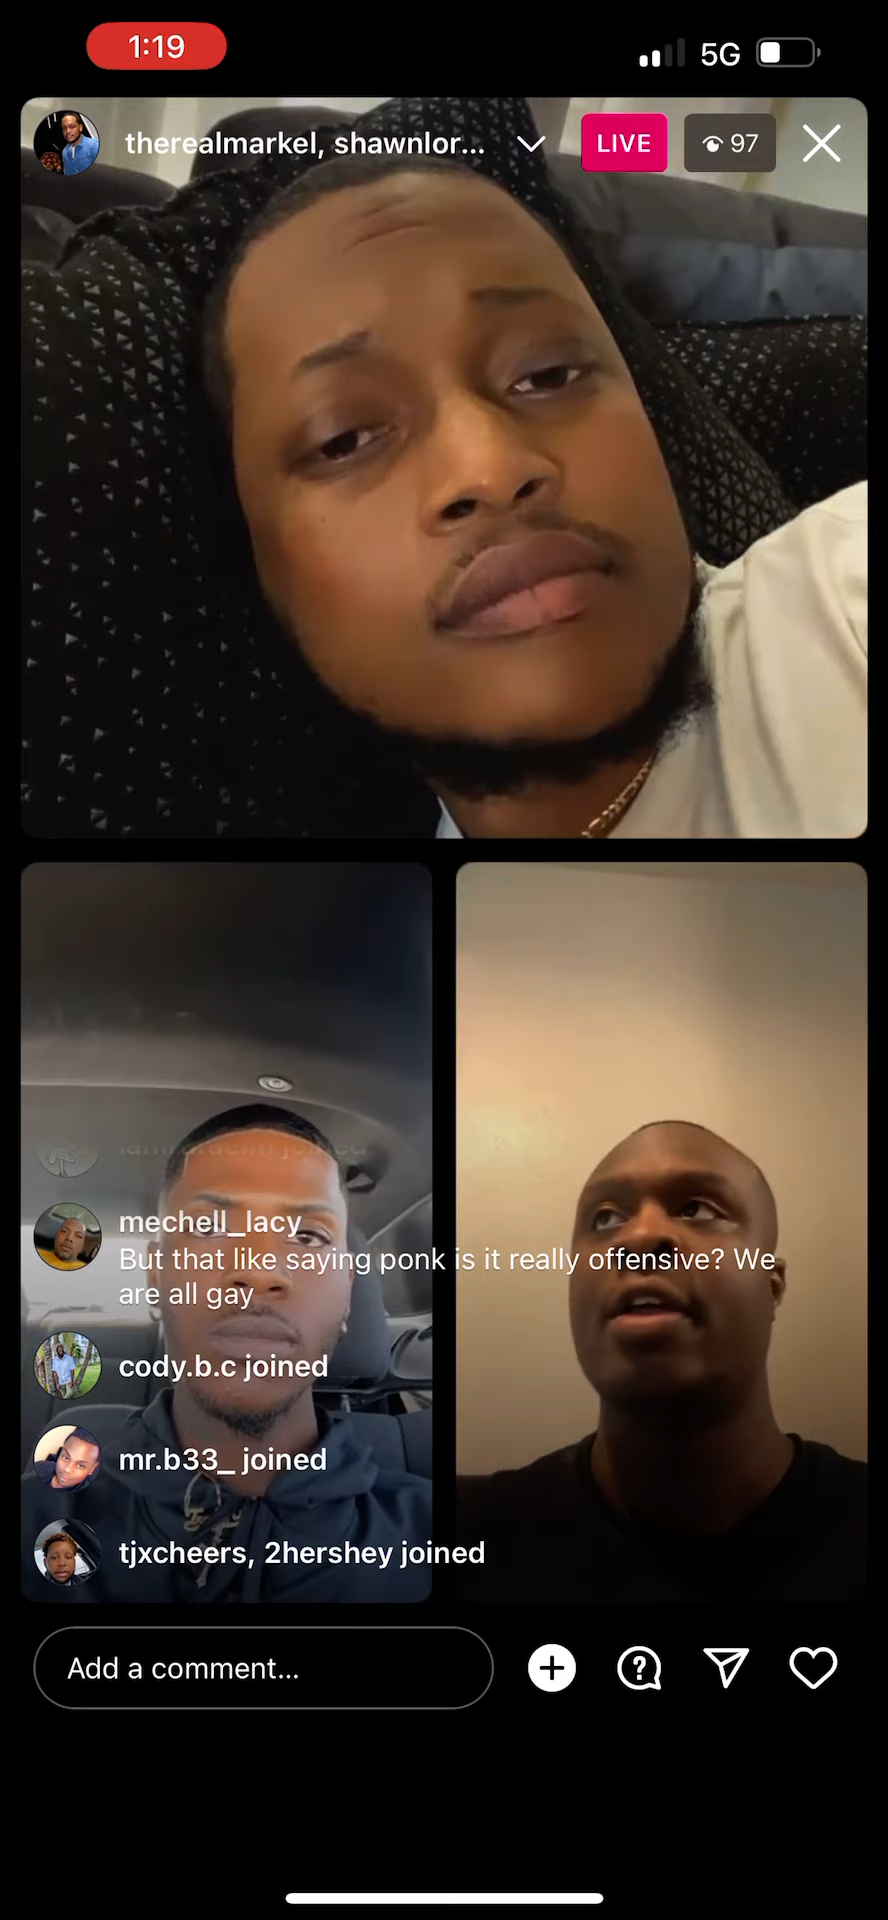 1:19
5G
therealmarkel, shawnlor...
LIVE
97
joined
mechell_lacy
But that like saying ponk is it really offensive? We
are all gay
cody.b.c joined
mr.b33_ joined
tjxcheers, 2hershey joined
Add a comment...